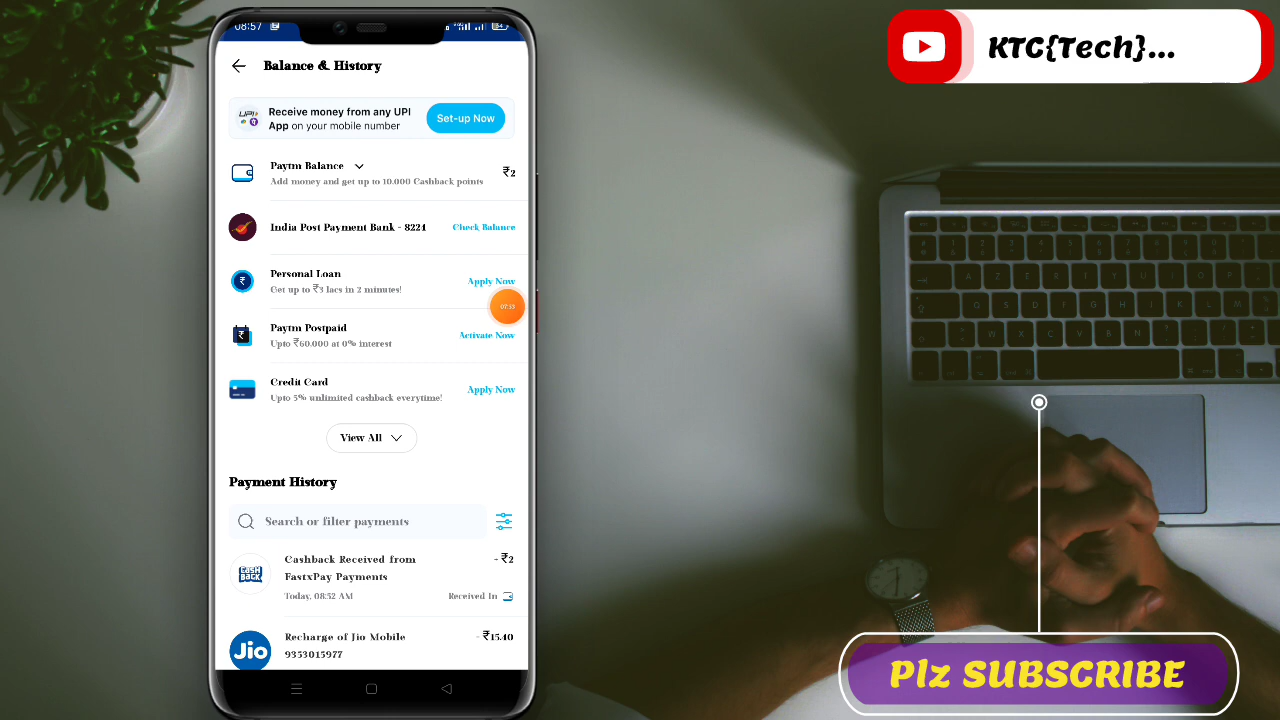 08:57
Balance & History
Receive money from any UPI
App on your mobile number
Set-up Now
Paytm Balance
₹2
Add money and get up to 10.000 Cashback points
India Post Payment Bank - 8221
Check Balance
Personal Loan
Get up to ₹3 lacs in 2 minutes!
Apply Now
Paytm Postpaid
Upto ₹60.000 at 0% interest
Activate Now
Credit Card
Upto 5% unlimited cashback everytime!
Apply Now
View All
Payment History
Search or filter payments
CASH
BACK
Cashback Received from
FastxPay Payments
- ₹2
Today, 08:52 AM
Received In
Jio
Recharge of Jio Mobile
9353015977
- ₹15.40
KTC{Tech}...
Plz SUBSCRIBE